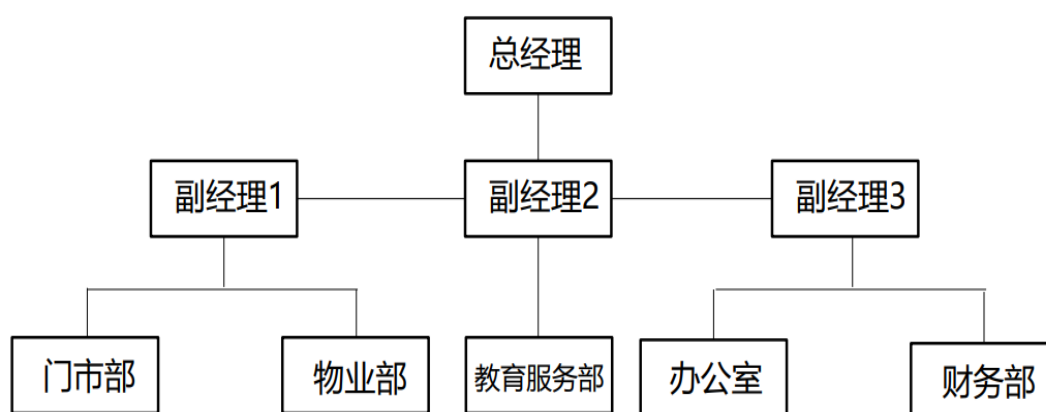 总经理
副经理1
副经理2
副经理3
门市部
物业部
教育服务部
办公室
财务部